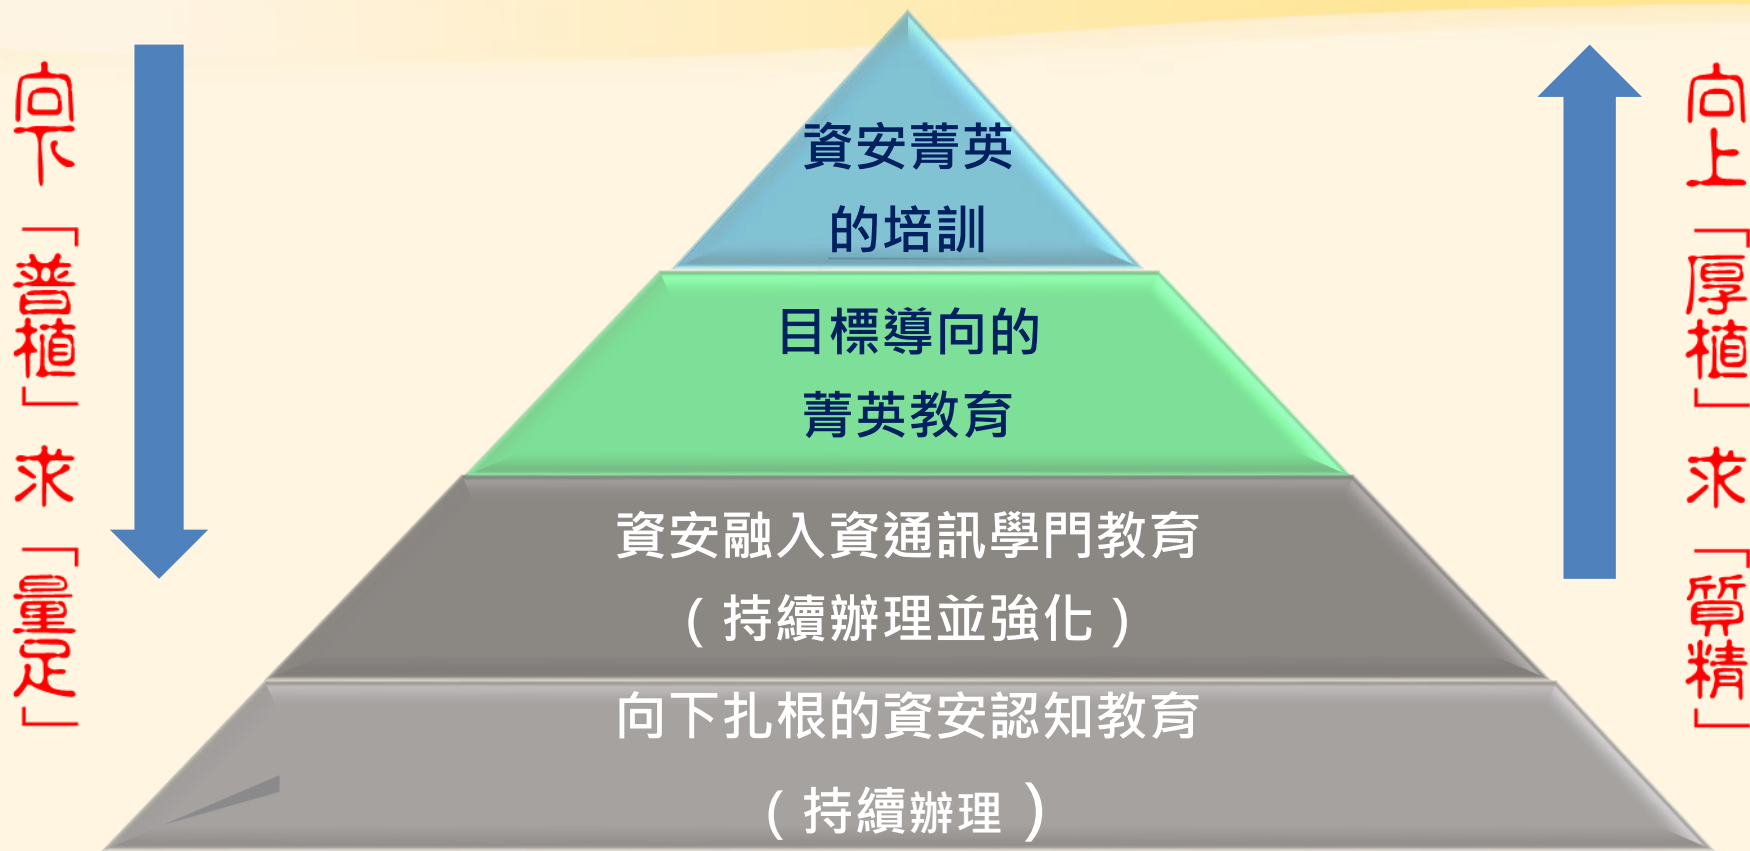 向下「普植」求「量足」
資安菁英
的培訓
目標導向的
菁英教育
資安融入資通訊學門教育
（持續辦理並強化）
向下扎根的資安認知教育
（持續辦理）
向上「厚植」求「質精」